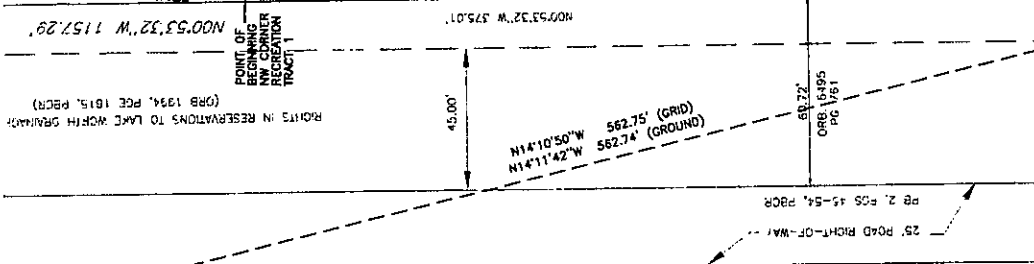 N00°53'32"W 1157.29'
POINT OF
BEGINNING
NW CORNER
RECREATION
TRACT 1
N00°53'32"W 375.01'
RIGHTS IN RESERVATIONS TO LAKE WORTH DRAINAG
(ORB 1994, PGE 1615, PBCR)
45.00'
N14°10'50"W 562.75' (GRID)
N14°11'42"W 562.74' (GROUND)
60.72'
ORB. 6495
PG 1761
25' ROAD RIGHT-OF-WAY
PB 2, PGS 45-54, PBCR